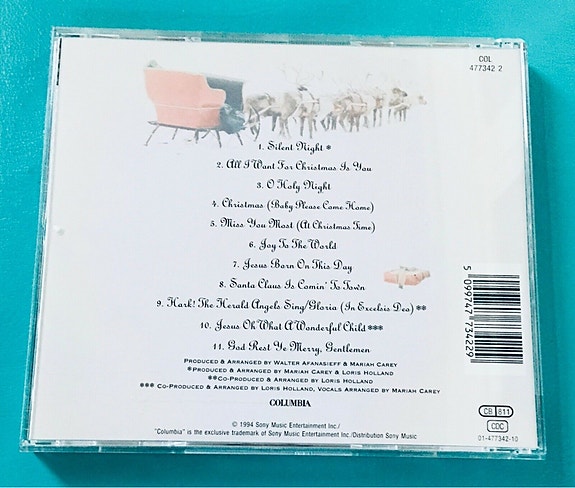 COL
477342 2
1. Silent Night *
2. All I Want For Christmas Is You
3. O Holy Night
4. Christmas (Baby Please Come Home)
5. Miss You Most (At Christmas Time)
6. Joy To The World
7. Jesus Born On This Day
8. Santa Claus Is Comin' To Town
9. Hark! The Herald Angels Sing/Gloria (In Excelsis Deo) **
10. Jesus Oh What A Wonderful Child ***
11. God Rest Ye Merry, Gentlemen
PRODUCED & ARRANGED BY WALTER AFANASIEFF & MARIAH CAREY
*PRODUCED & ARRANGED BY MARIAH CAREY & LORIS HOLLAND
**CO-PRODUCED & ARRANGED BY LORIS HOLLAND
*** CO-PRODUCED & ARRANGED BY LORIS HOLLAND, VOCALS ARRANGED BY MARIAH CAREY
COLUMBIA
© 1994 Sony Music Entertainment Inc./
"Columbia" is the exclusive trademark of Sony Music Entertainment Inc./Distribution Sony Music
5 099747 734229
CB 811
CDC
01-477342-10